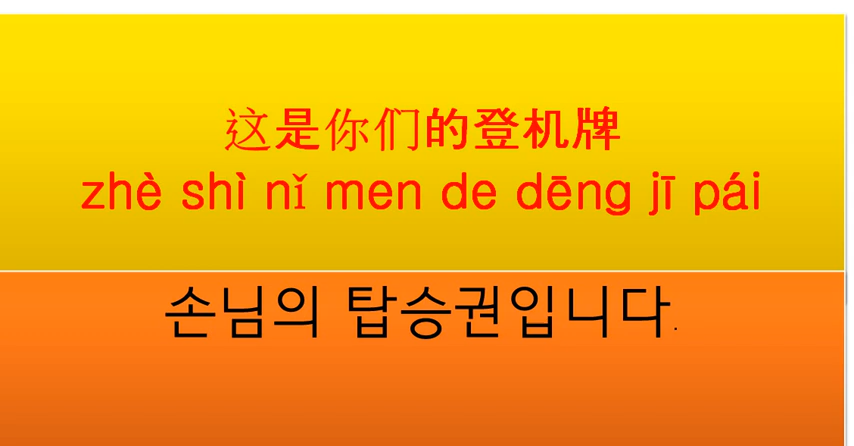 这是你们的登机牌
zhè shì nǐ men de dēng jī pái
손님의 탑승권입니다.